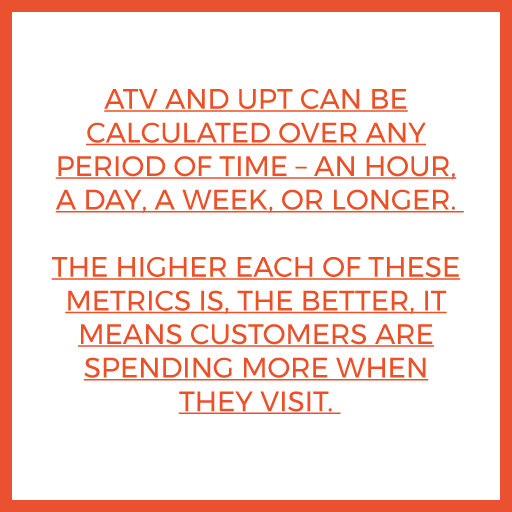 ATV AND UPT CAN BE
CALCULATED OVER ANY
PERIOD OF TIME – AN HOUR,
A DAY, A WEEK, OR LONGER.
THE HIGHER EACH OF THESE
METRICS IS, THE BETTER, IT
MEANS CUSTOMERS ARE
SPENDING MORE WHEN
THEY VISIT.